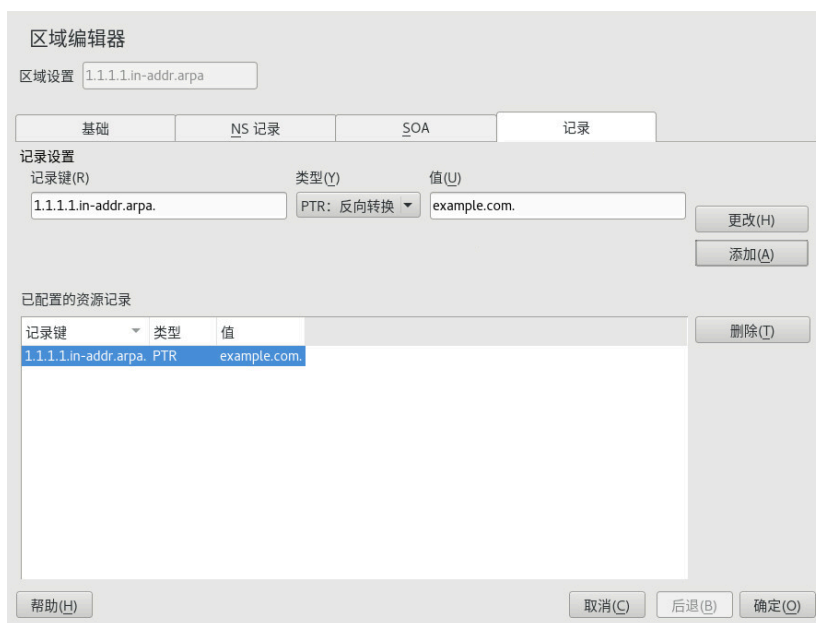 区域编辑器
区域设置 1.1.1.1.in-addr.arpa
基础 NS 记录 SOA 记录
记录设置
记录键(R) 类型(Y) 值(U)
1.1.1.1.in-addr.arpa. PTR：反向转换 example.com.
更改(H)
添加(A)
已配置的资源记录
记录键 类型 值
删除(T)
1.1.1.1.in-addr.arpa. PTR example.com.
帮助(H) 取消(C) 后退(B) 确定(O)